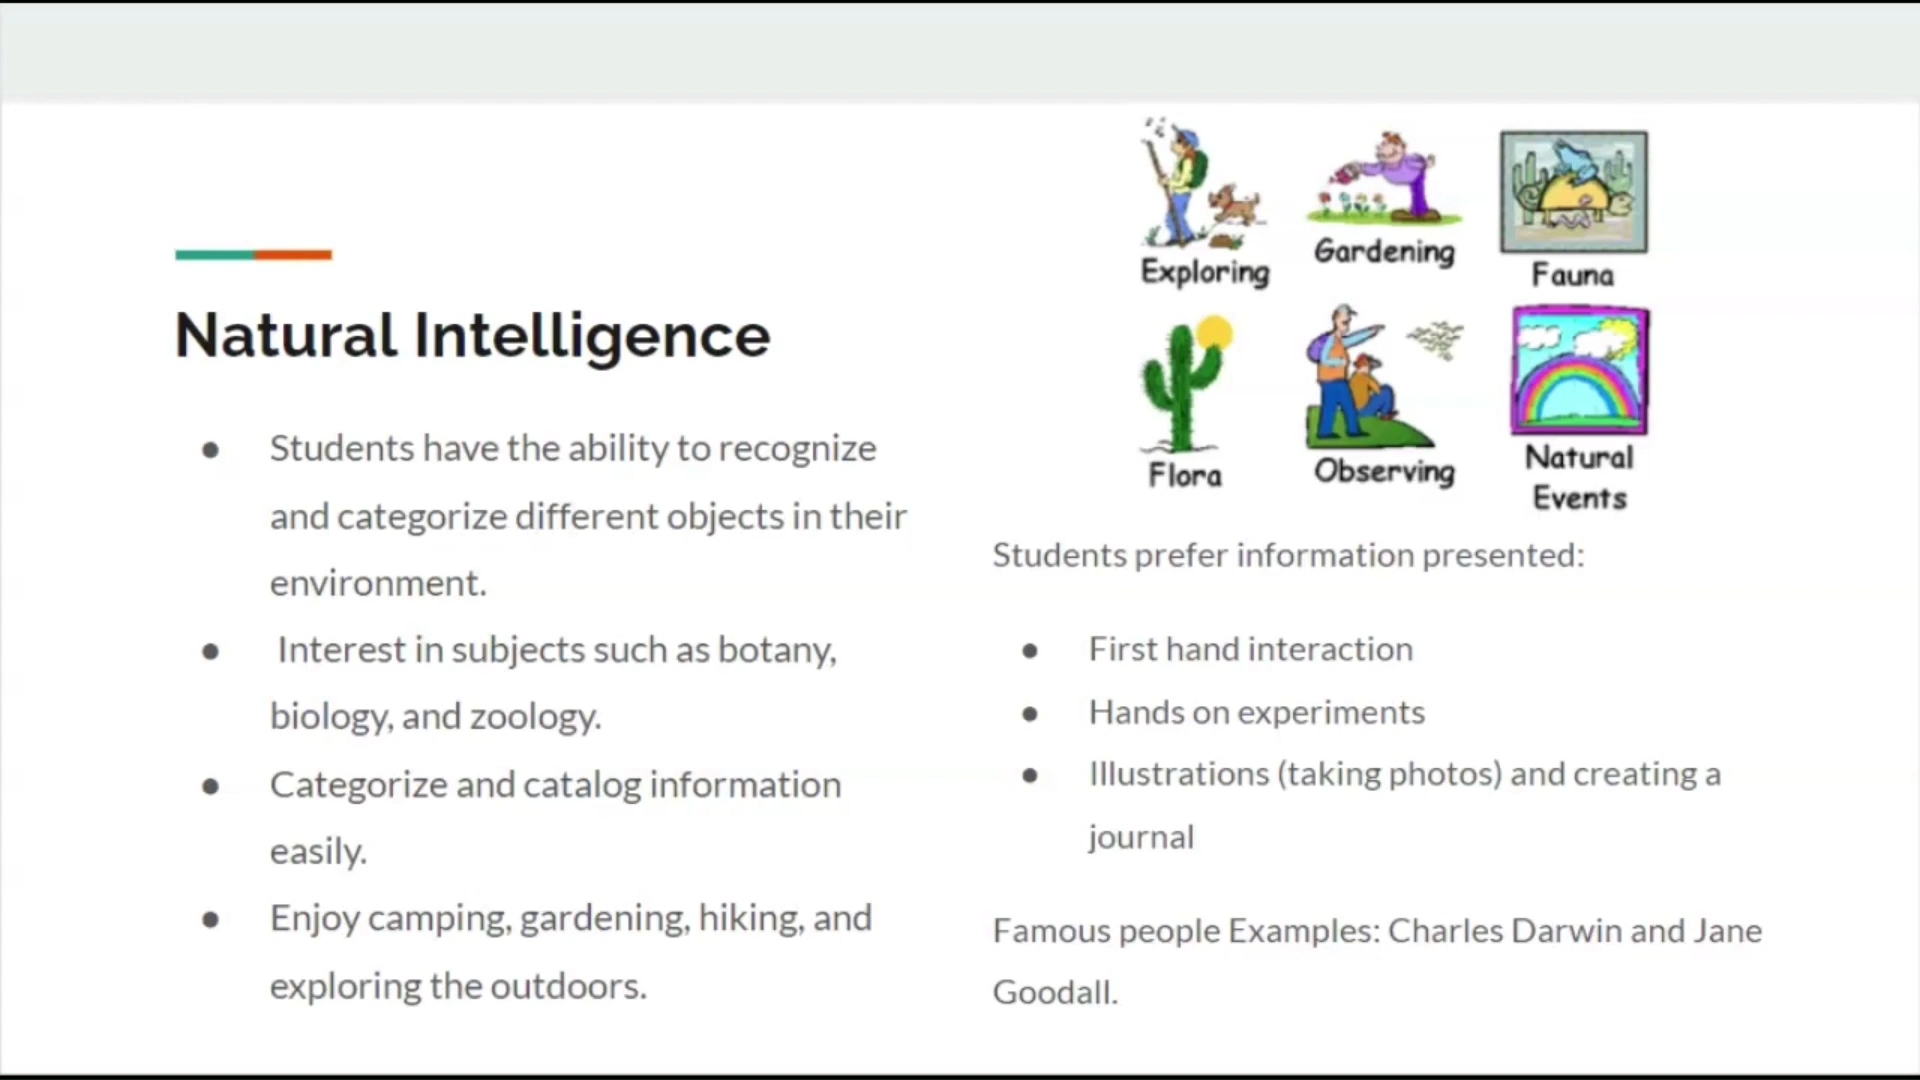 Natural Intelligence
● Students have the ability to recognize
and categorize different objects in their
environment.
● Interest in subjects such as botany,
biology, and zoology.
● Categorize and catalog information
easily.
● Enjoy camping, gardening, hiking, and
exploring the outdoors.
Exploring
Gardening
Fauna
Flora
Observing
Natural
Events
Students prefer information presented:
● First hand interaction
● Hands on experiments
● Illustrations (taking photos) and creating a
journal
Famous people Examples: Charles Darwin and Jane
Goodall.